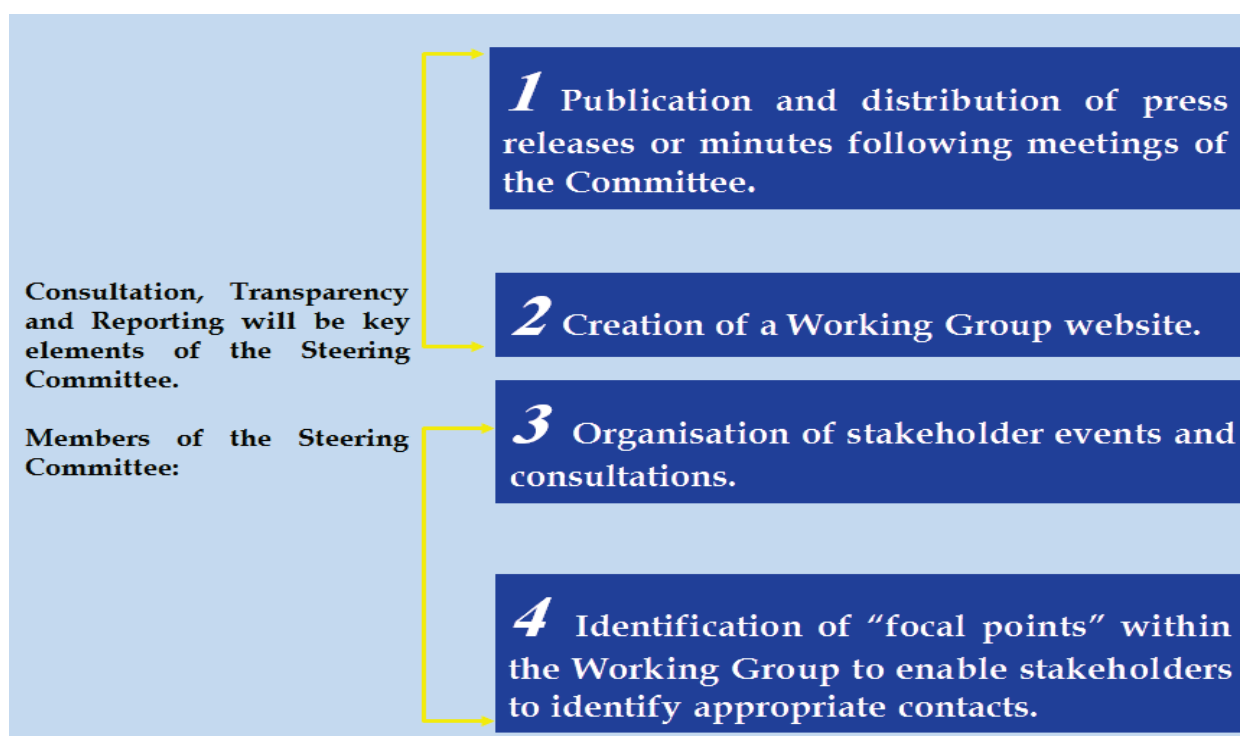 Consultation, Transparency
and Reporting will be key
elements of the Steering
Committee.
Members of the Steering
Committee:
1 Publication and distribution of press
releases or minutes following meetings of
the Committee.
2 Creation of a Working Group website.
3 Organisation of stakeholder events and
consultations.
4 Identification of “focal points” within
the Working Group to enable stakeholders
to identify appropriate contacts.